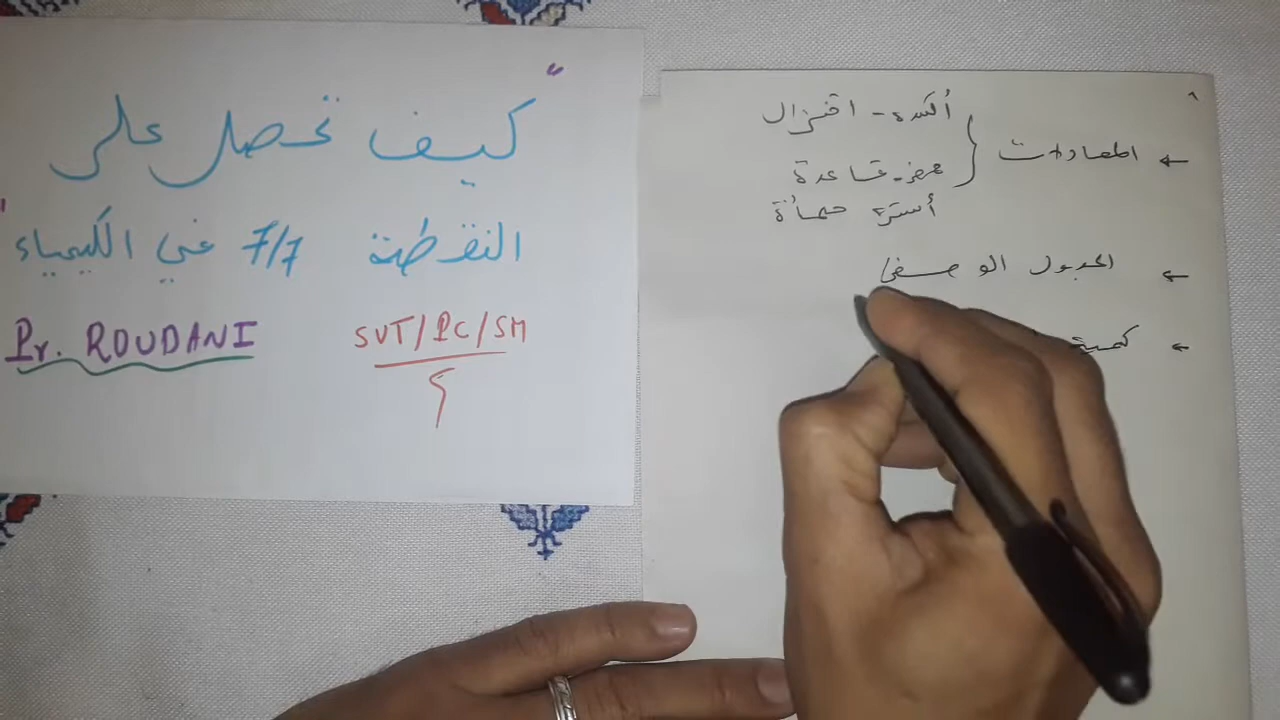 "كيف تحصل على
النقطة 7/7 في الكيمياء"
SVT/PC/SM
؟
Pr. ROUDANI
← المعادلات { أكسدة - اختزال
حمض - قاعدة
أسترة حلمأة
← الجدول الوصفي
← كمية